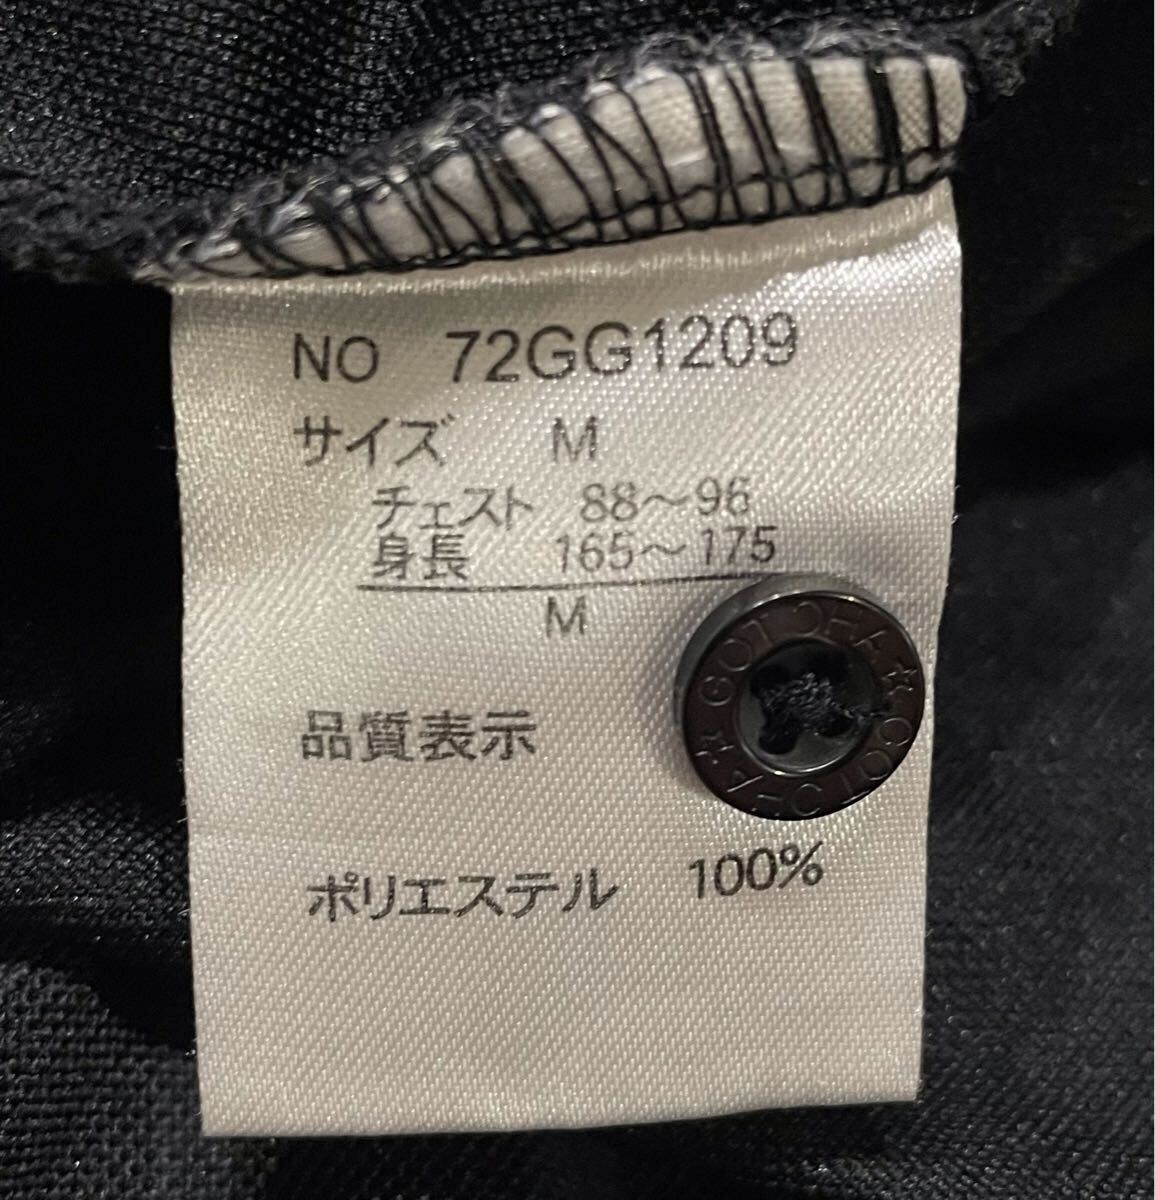 NO 72GG1209
サイズ M
チェスト 88～96
身長 165～175
M
品質表示
GOTCHA★GOTCHA★
ポリエステル 100%